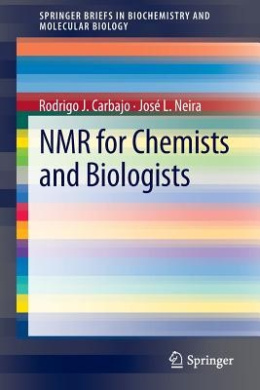 SPRINGER BRIEFS IN BIOCHEMISTRY AND
MOLECULAR BIOLOGY
Rodrigo J. Carbajo · José L. Neira
NMR for Chemists
and Biologists
Springer